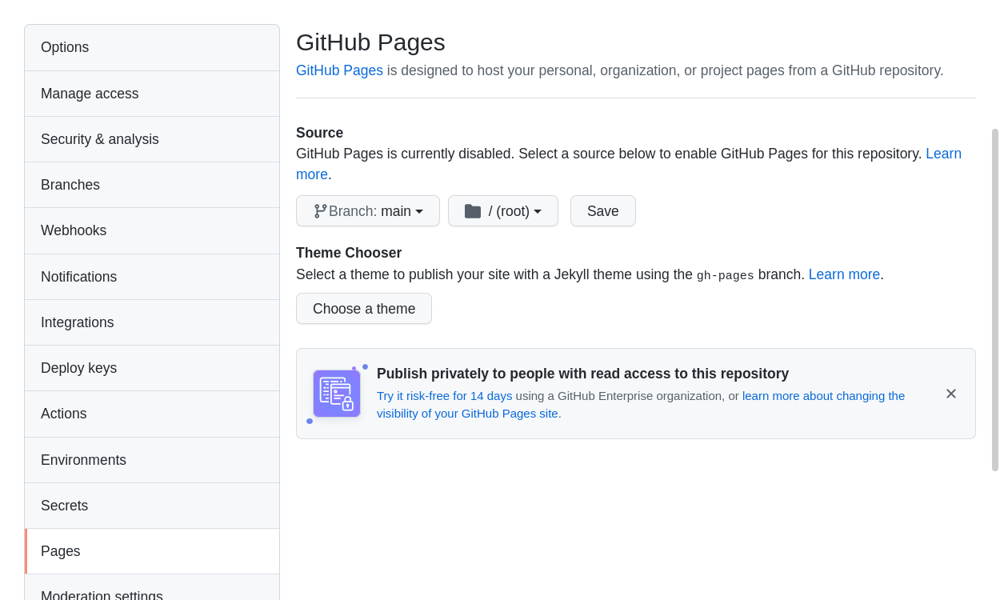 Options
Manage access
Security & analysis
Branches
Webhooks
Notifications
Integrations
Deploy keys
Actions
Environments
Secrets
Pages
Moderation settings
GitHub Pages
GitHub Pages is designed to host your personal, organization, or project pages from a GitHub repository.
Source
GitHub Pages is currently disabled. Select a source below to enable GitHub Pages for this repository. Learn
more.
Branch: main
/ (root)
Save
Theme Chooser
Select a theme to publish your site with a Jekyll theme using the gh-pages branch. Learn more.
Choose a theme
Publish privately to people with read access to this repository
Try it risk-free for 14 days using a GitHub Enterprise organization, or learn more about changing the
visibility of your GitHub Pages site.